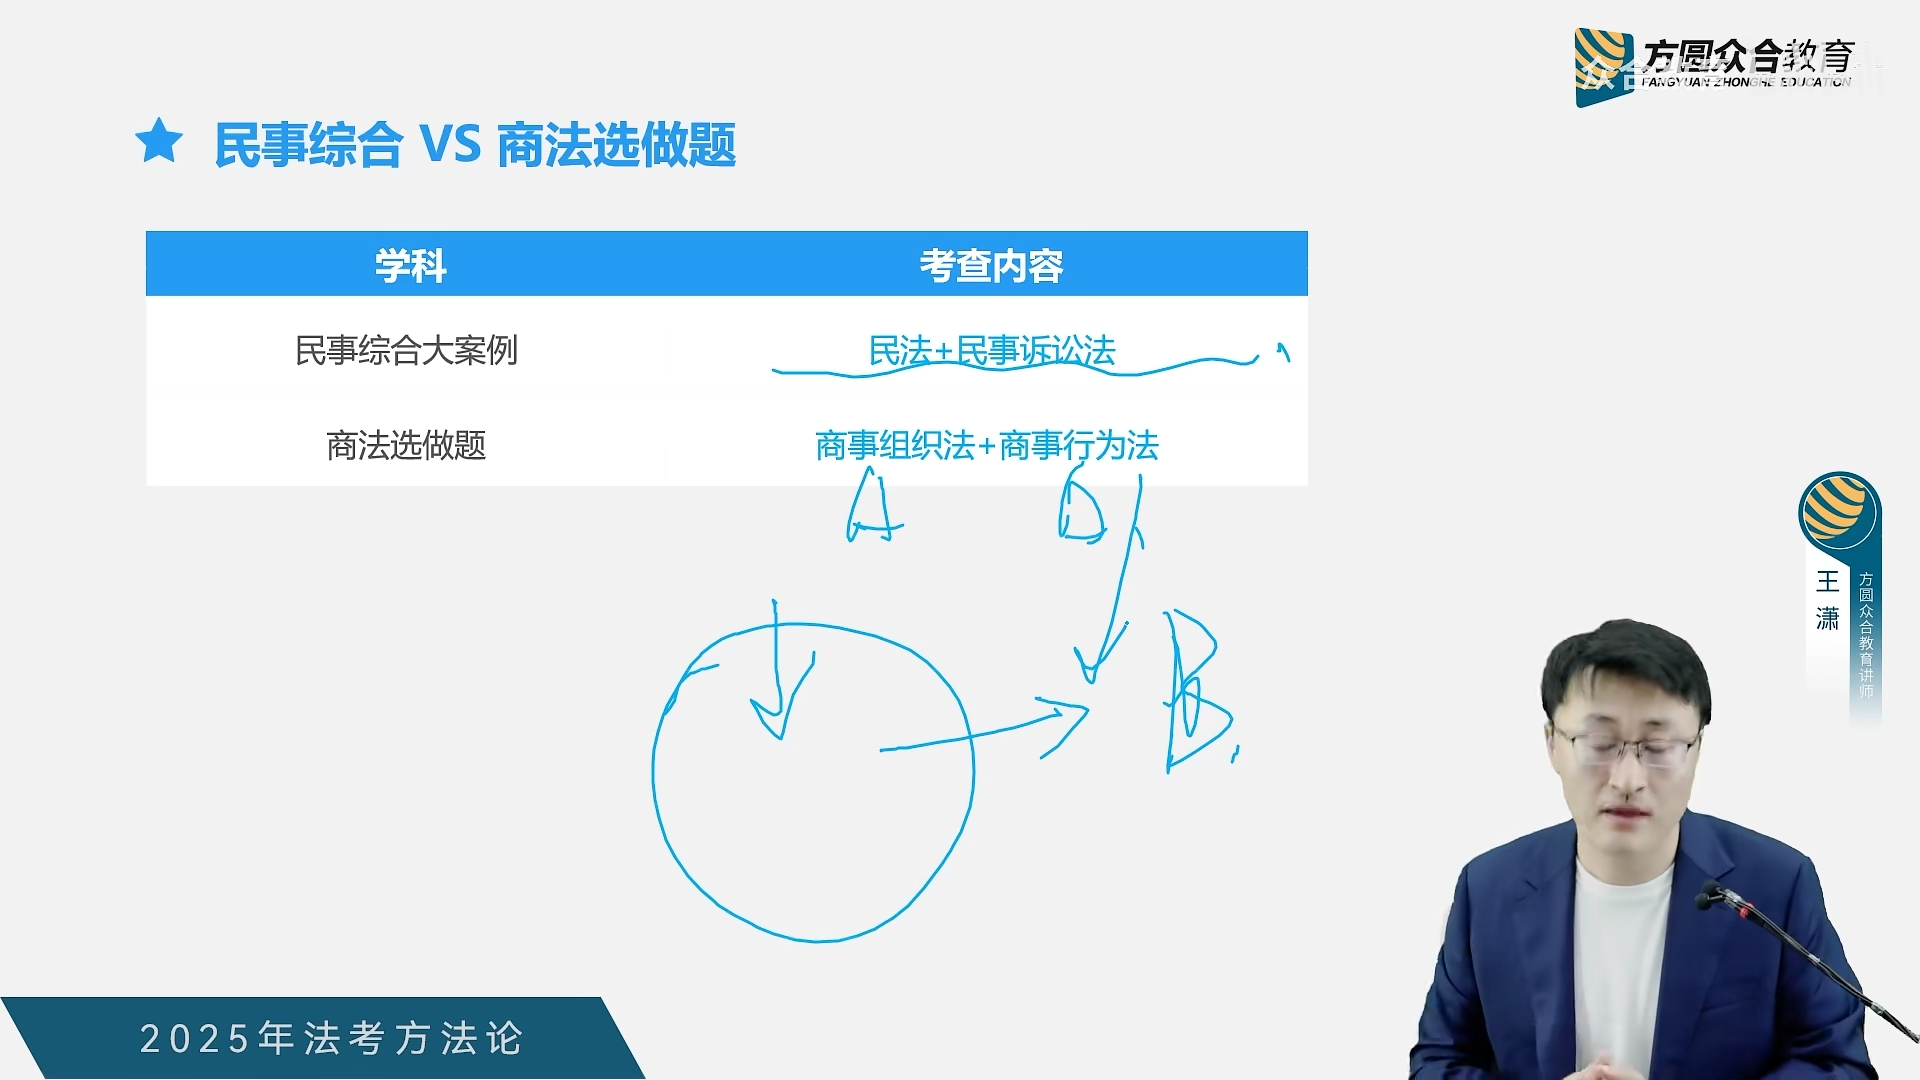 方圆众合教育
FANGYUAN ZHONGHE EDUCATION
众合
民事综合 VS 商法选做题
学科 考查内容
民事综合大案例 民法+民事诉讼法
商法选做题 商事组织法+商事行为法
A
B
王潇
方圆众合教育讲师
2025年法考方法论